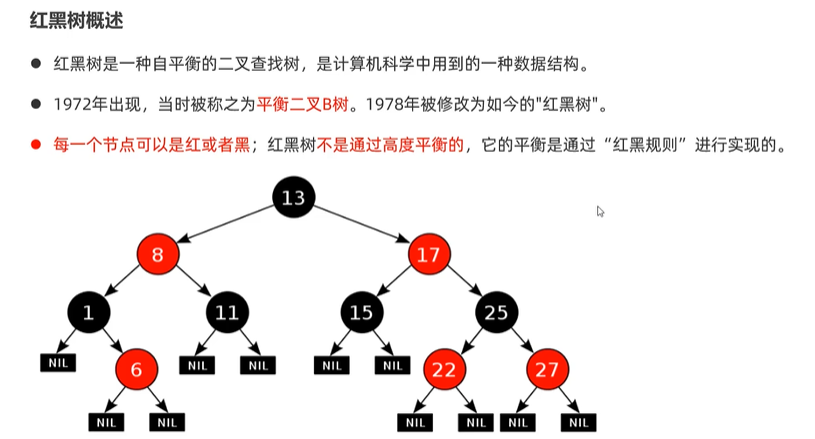 红黑树概述
红黑树是一种自平衡的二叉查找树，是计算机科学中用到的一种数据结构。
1972年出现，当时被称之为平衡二叉B树。1978年被修改为如今的"红黑树"。
每一个节点可以是红或者黑；红黑树不是通过高度平衡的，它的平衡是通过“红黑规则”进行实现的。
13
8 17
1 11 15 25
NIL 6 NIL NIL NIL NIL 22 27
NIL NIL NIL NIL NIL NIL